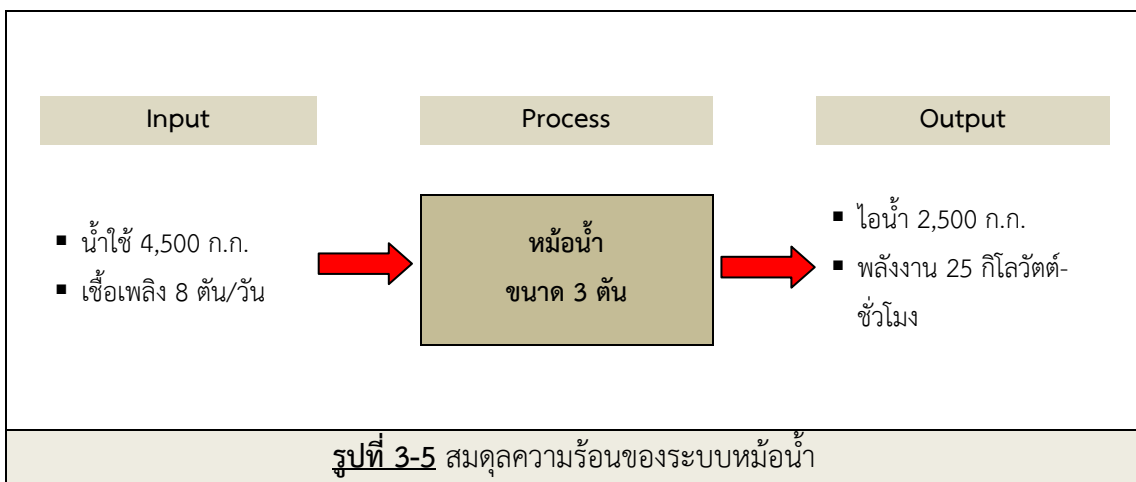 Input
Process
Output
▪ น้ำใช้ 4,500 ก.ก.
▪ เชื้อเพลิง 8 ตัน/วัน
หม้อน้ำ
ขนาด 3 ตัน
▪ ไอน้ำ 2,500 ก.ก.
▪ พลังงาน 25 กิโลวัตต์-
ชั่วโมง
รูปที่ 3-5 สมดุลความร้อนของระบบหม้อน้ำ